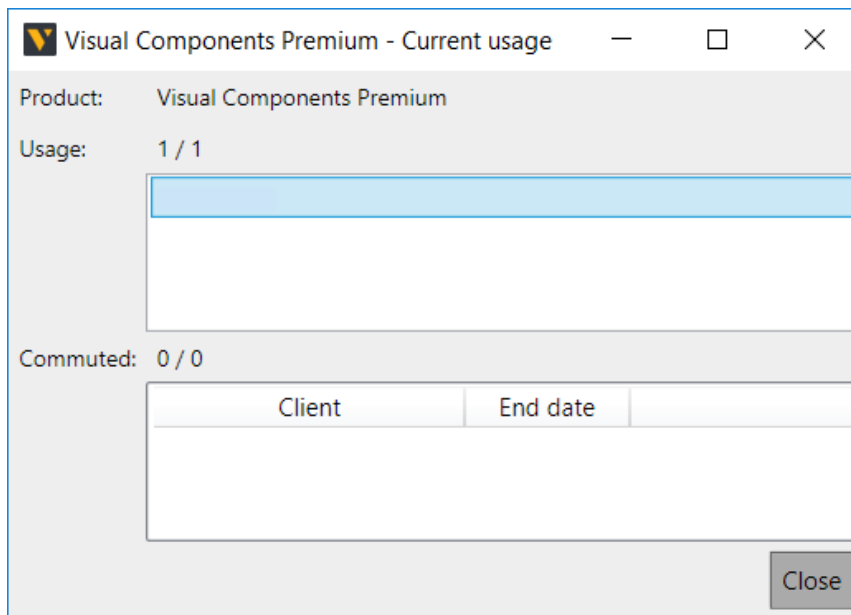 Visual Components Premium - Current usage
Product: Visual Components Premium
Usage: 1 / 1
Commuted: 0 / 0
Client End date
Close